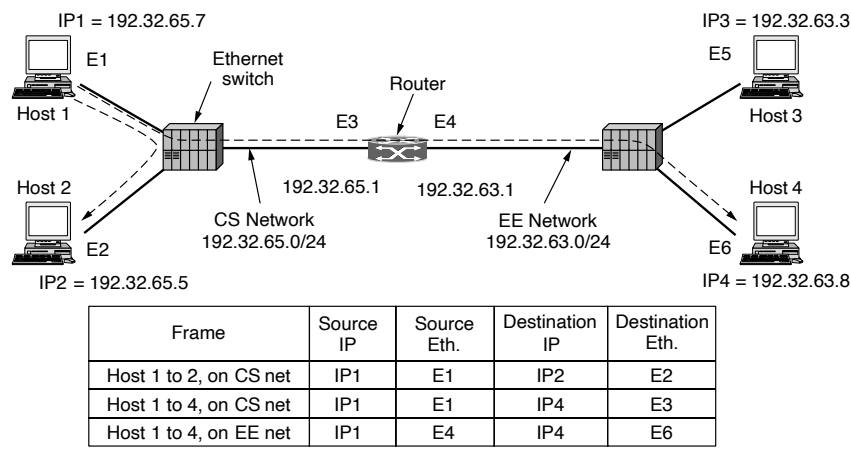 IP1 = 192.32.65.7
IP3 = 192.32.63.3
E1
Ethernet
switch
Router
E5
Host 1
E3
E4
Host 3
Host 2
192.32.65.1
192.32.63.1
Host 4
CS Network
192.32.65.0/24
EE Network
192.32.63.0/24
E2
E6
IP2 = 192.32.65.5
IP4 = 192.32.63.8
Frame
Source
IP
Source
Eth.
Destination
IP
Destination
Eth.
Host 1 to 2, on CS net IP1 E1 IP2 E2
Host 1 to 4, on CS net IP1 E1 IP4 E3
Host 1 to 4, on EE net IP1 E4 IP4 E6